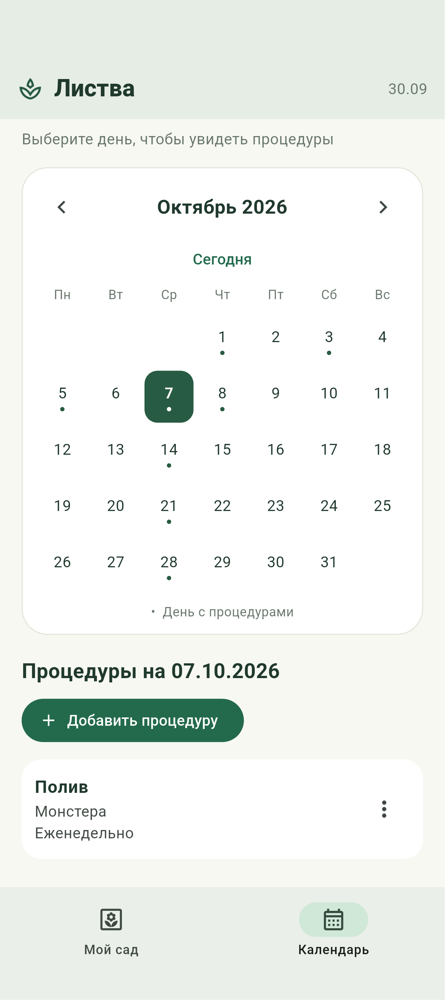 Листва 30.09
Выберите день, чтобы увидеть процедуры
Октябрь 2026
Сегодня
Пн Вт Ср Чт Пт Сб Вс
1 2 3 4
5 6 7 8 9 10 11
12 13 14 15 16 17 18
19 20 21 22 23 24 25
26 27 28 29 30 31
• День с процедурами
Процедуры на 07.10.2026
+ Добавить процедуру
Полив
Монстера
Еженедельно
Мой сад Календарь